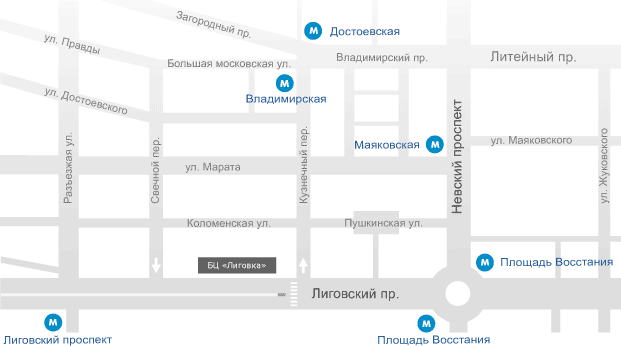 Загородный пр.
М Достоевская
ул. Правды
Большая московская ул.
Владимирский пр.
Литейный пр.
М
Владимирская
ул. Достоевского
Разъезжая ул.
Свечной пер.
Кузнечный пер.
Маяковская М
Невский проспект
ул. Маяковского
ул. Жуковского
ул. Марата
Коломенская ул.
Пушкинская ул.
БЦ «Лиговка»
М Площадь Восстания
Лиговский пр.
М
Лиговский проспект
М
Площадь Восстания